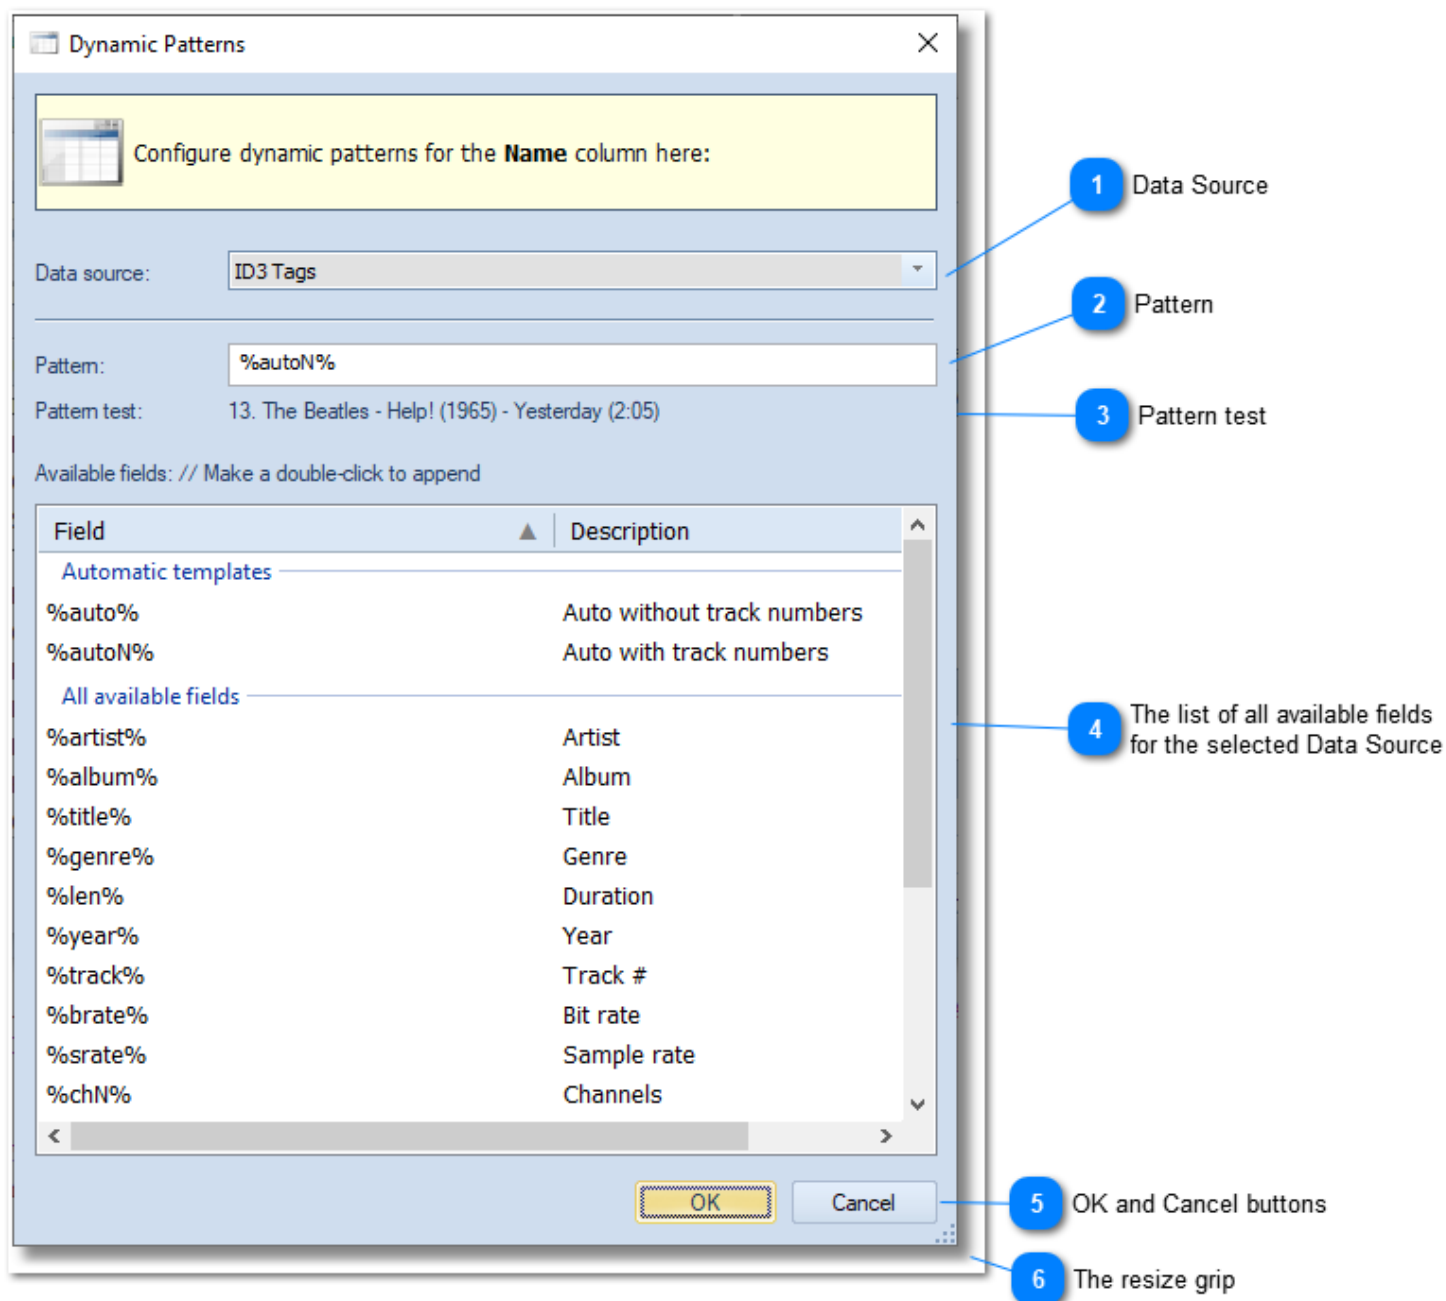 Dynamic Patterns
Configure dynamic patterns for the Name column here:
1 Data Source
Data source: ID3 Tags
2 Pattern
Pattern: %autoN%
Pattern test: 13. The Beatles - Help! (1965) - Yesterday (2:05)
3 Pattern test
Available fields: // Make a double-click to append
Field Description
Automatic templates
%auto% Auto without track numbers
%autoN% Auto with track numbers
All available fields
4 The list of all available fields
for the selected Data Source
%artist% Artist
%album% Album
%title% Title
%genre% Genre
%len% Duration
%year% Year
%track% Track #
%brate% Bit rate
%srate% Sample rate
%chN% Channels
OK Cancel
5 OK and Cancel buttons
6 The resize grip